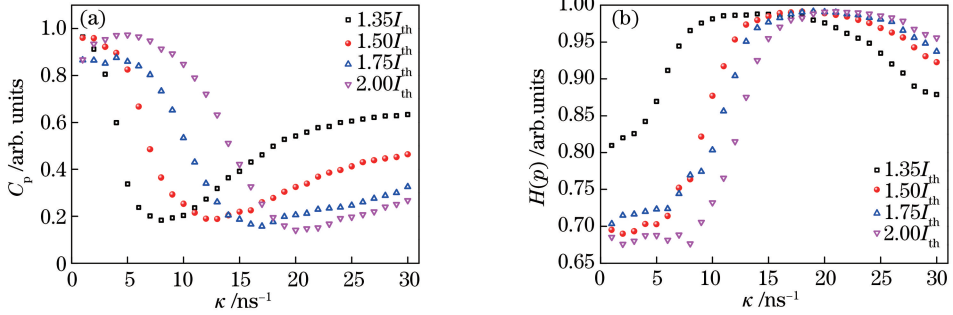 (a)
1.0
0.8
0.6
0.4
0.2
0
C_p /arb. units
1.35I_th
1.50I_th
1.75I_th
2.00I_th
0 5 10 15 20 25 30
κ /ns⁻¹
(b)
1.00
0.95
0.90
0.85
0.80
0.75
0.70
0.65
H(p) /arb.units
1.35I_th
1.50I_th
1.75I_th
2.00I_th
0 5 10 15 20 25 30
κ /ns⁻¹